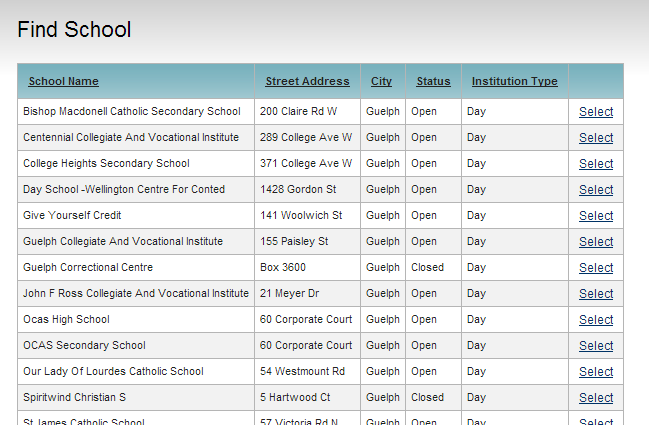 Find School
School Name Street Address City Status Institution Type
Bishop Macdonell Catholic Secondary School 200 Claire Rd W Guelph Open Day Select
Centennial Collegiate And Vocational Institute 289 College Ave W Guelph Open Day Select
College Heights Secondary School 371 College Ave W Guelph Open Day Select
Day School -Wellington Centre For Conted 1428 Gordon St Guelph Open Day Select
Give Yourself Credit 141 Woolwich St Guelph Open Day Select
Guelph Collegiate And Vocational Institute 155 Paisley St Guelph Open Day Select
Guelph Correctional Centre Box 3600 Guelph Closed Day Select
John F Ross Collegiate And Vocational Institute 21 Meyer Dr Guelph Open Day Select
Ocas High School 60 Corporate Court Guelph Open Day Select
OCAS Secondary School 60 Corporate Court Guelph Open Day Select
Our Lady Of Lourdes Catholic School 54 Westmount Rd Guelph Open Day Select
Spiritwind Christian S 5 Hartwood Ct Guelph Closed Day Select
St James Catholic School 57 Victoria Rd N Guelph Open Day Select